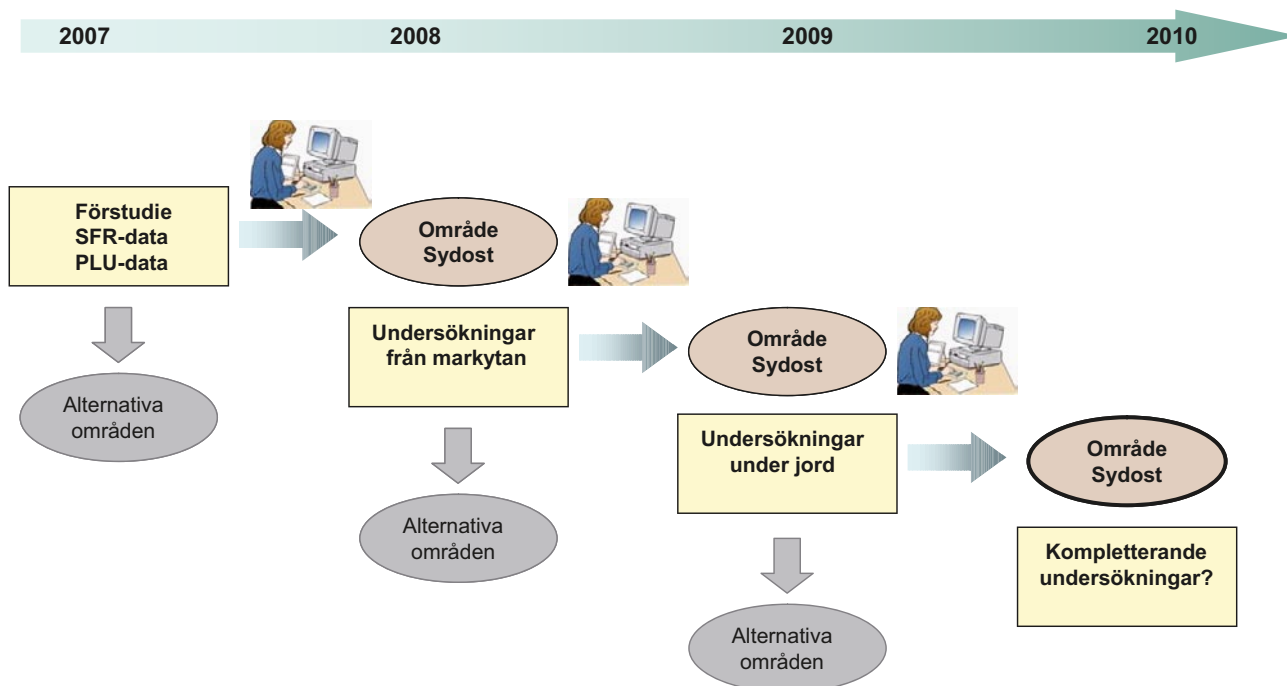 2007
2008
2009
2010
Förstudie
SFR-data
PLU-data
Område
Sydost
Alternativa
områden
Undersökningar
från markytan
Område
Sydost
Alternativa
områden
Undersökningar
under jord
Område
Sydost
Alternativa
områden
Kompletterande
undersökningar?